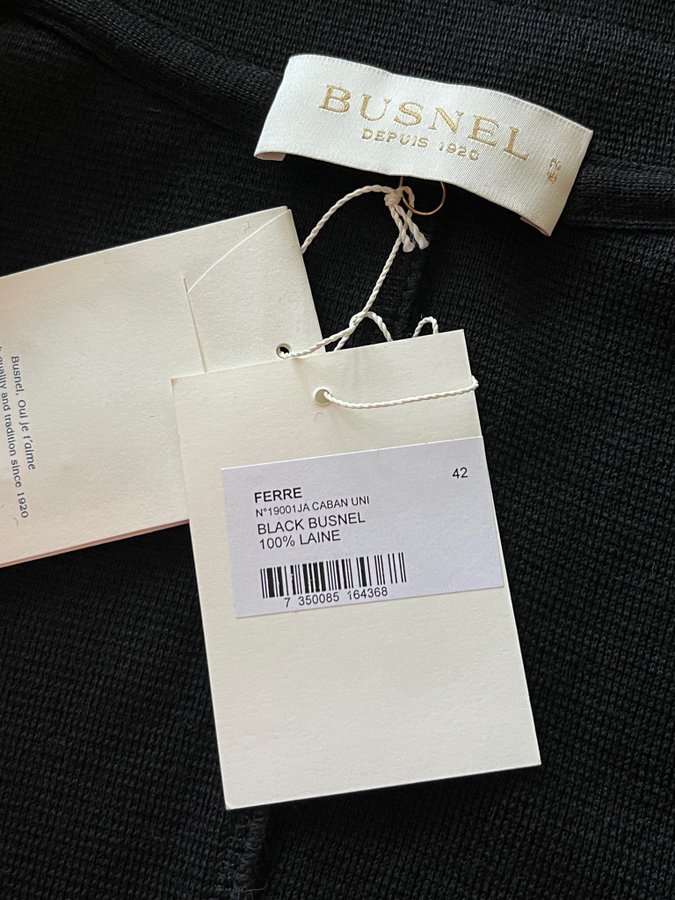 BUSNEL
DEPUIS 1920
42
Busnel, Oui je t'aime
quality and tradition since 1920
42
FERRE
N°19001JA CABAN UNI
BLACK BUSNEL
100% LAINE
7 350085 164368